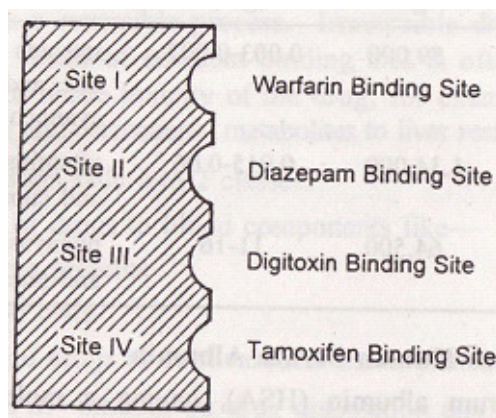 Site I Warfarin Binding Site
Site II Diazepam Binding Site
Site III Digitoxin Binding Site
Site IV Tamoxifen Binding Site